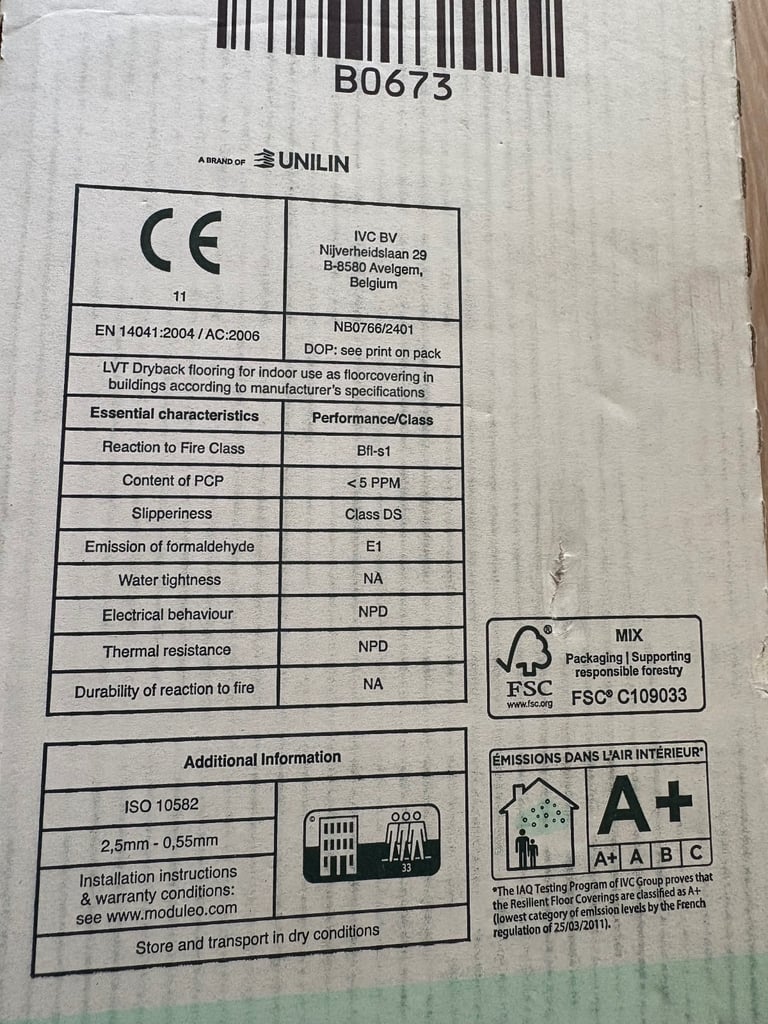 B0673
A BRAND OF UNILIN
CE
11
IVC BV
Nijverheidslaan 29
B-8580 Avelgem,
Belgium
EN 14041:2004 / AC:2006
NB0766/2401
DOP: see print on pack
LVT Dryback flooring for indoor use as floorcovering in
buildings according to manufacturer's specifications
Essential characteristics Performance/Class
Reaction to Fire Class Bfl-s1
Content of PCP < 5 PPM
Slipperiness Class DS
Emission of formaldehyde E1
Water tightness NA
Electrical behaviour NPD
Thermal resistance NPD
Durability of reaction to fire NA
FSC®
www.fsc.org
MIX
Packaging | Supporting
responsible forestry
FSC® C109033
Additional Information
ISO 10582
2,5mm - 0,55mm
Installation instructions
& warranty conditions:
see www.moduleo.com
©
33
Store and transport in dry conditions
ÉMISSIONS DANS L'AIR INTÉRIEUR*
A+
A+ A B C
*The IAQ Testing Program of IVC Group proves that
the Resilient Floor Coverings are classified as A+
(lowest category of emission levels by the French
regulation of 25/03/2011).